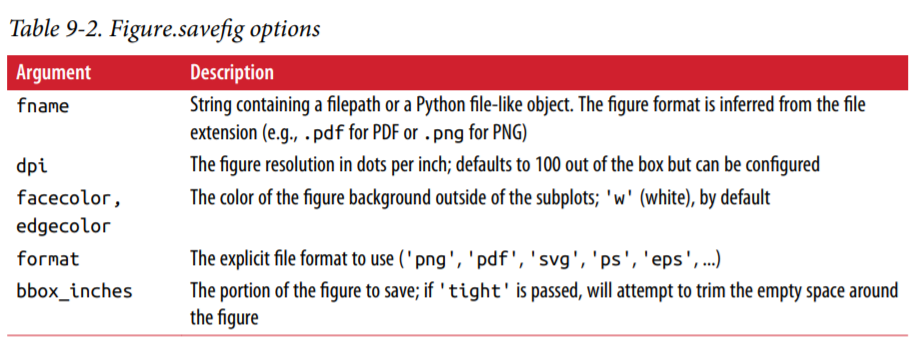 Table 9-2. Figure.savefig options
Argument Description
fname String containing a filepath or a Python file-like object. The figure format is inferred from the file
extension (e.g., .pdf for PDF or .png for PNG)
dpi The figure resolution in dots per inch; defaults to 100 out of the box but can be configured
facecolor, The color of the figure background outside of the subplots; 'w' (white), by default
edgecolor
format The explicit file format to use ('png', 'pdf', 'svg', 'ps', 'eps', ...)
bbox_inches The portion of the figure to save; if 'tight' is passed, will attempt to trim the empty space around
the figure